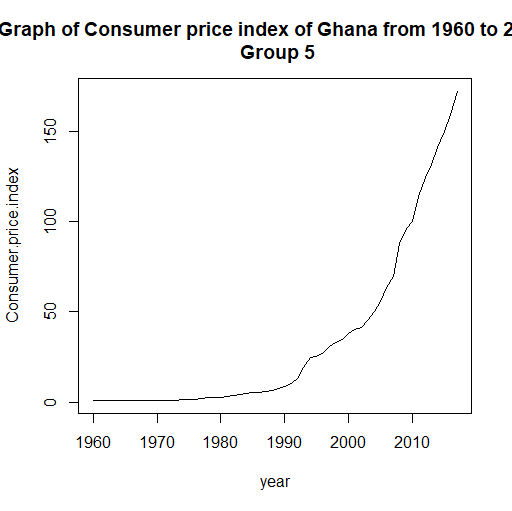 Graph of Consumer price index of Ghana from 1960 to 2
Group 5
Consumer.price.index
150
100
50
0
1960 1970 1980 1990 2000 2010
year